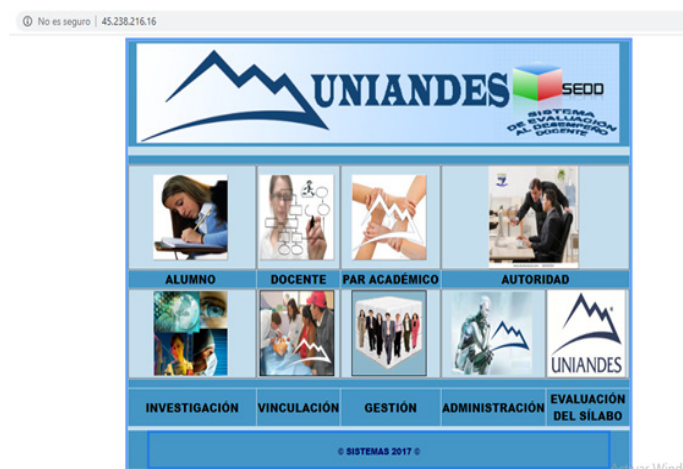 No es seguro | 45.238.216.16
UNIANDES
SEDD
SISTEMA
DE EVALUACIÓN
AL DESEMPEÑO
DOCENTE
ALUMNO DOCENTE PAR ACADÉMICO AUTORIDAD
UNIANDES
INVESTIGACIÓN VINCULACIÓN GESTIÓN ADMINISTRACIÓN EVALUACIÓN
DEL SÍLABO
© SISTEMAS 2017 ©